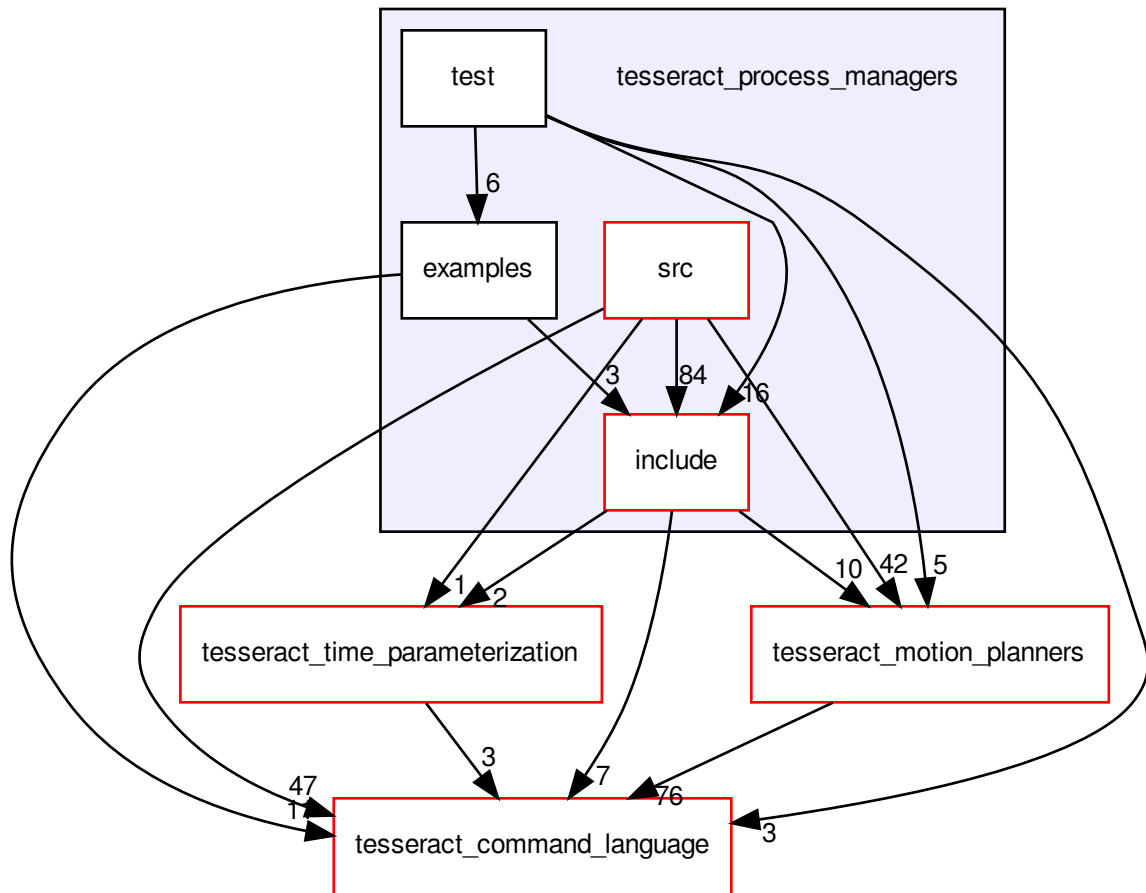 test
tesseract_process_managers
6
examples
src
3
84
16
include
1
2
10
42
5
tesseract_time_parameterization
tesseract_motion_planners
3
7
76
47
3
tesseract_command_language